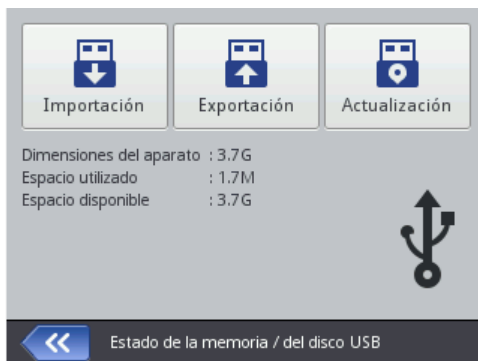 Importación Exportación Actualización
Dimensiones del aparato : 3.7G
Espacio utilizado : 1.7M
Espacio disponible : 3.7G
Estado de la memoria / del disco USB